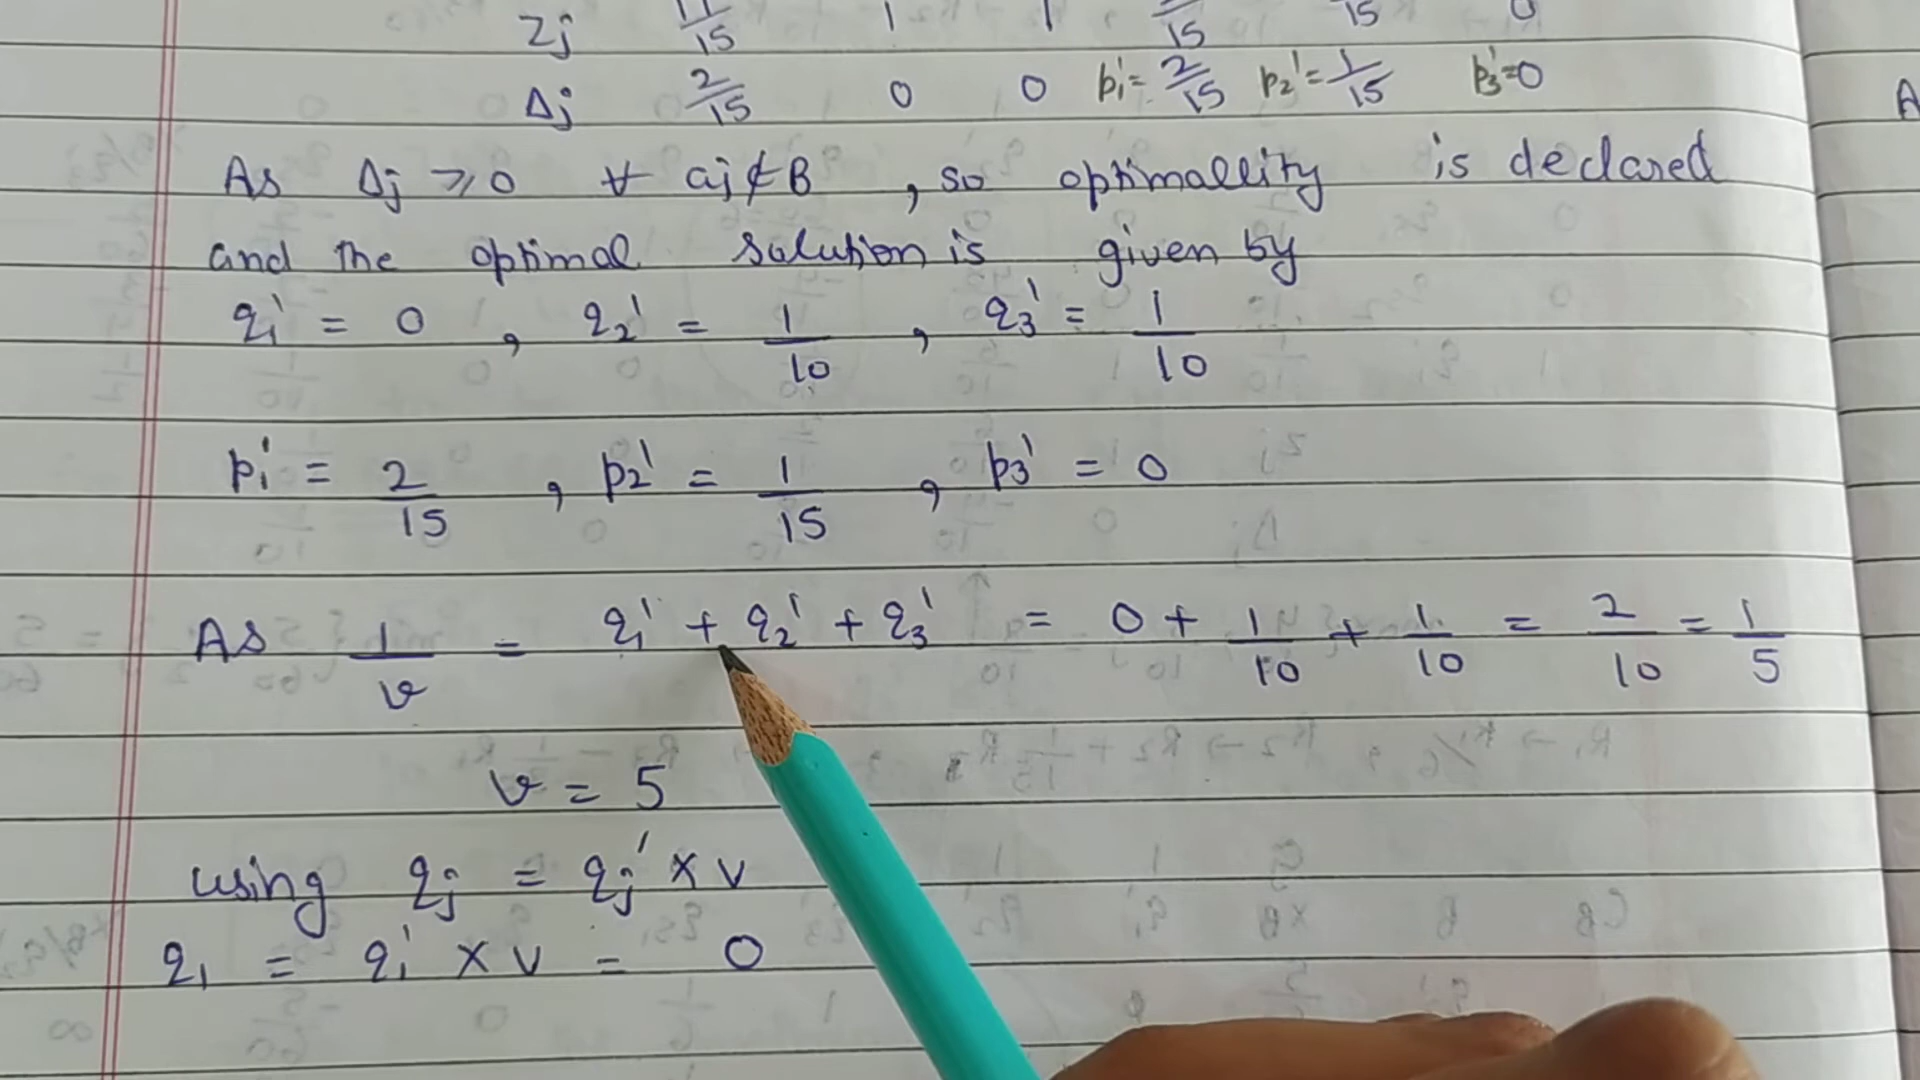 Zj 11/15 1 1 /15 /15 0
Δj 2/15 0 0 p1' = 2/15 p2' = 1/15 p3' = 0
As Δj ⩾ 0 ∀ aj ∉ B , so optimallity is declared
and the optimal solution is given by
q1' = 0 , q2' = 1/10 , q3' = 1/10
p1' = 2/15 , p2' = 1/15 , p3' = 0
As 1/v = q1' + q2' + q3' = 0 + 1/10 + 1/10 = 2/10 = 1/5
v = 5
using qj = qj' × v
q1 = q1' × v = 0
A